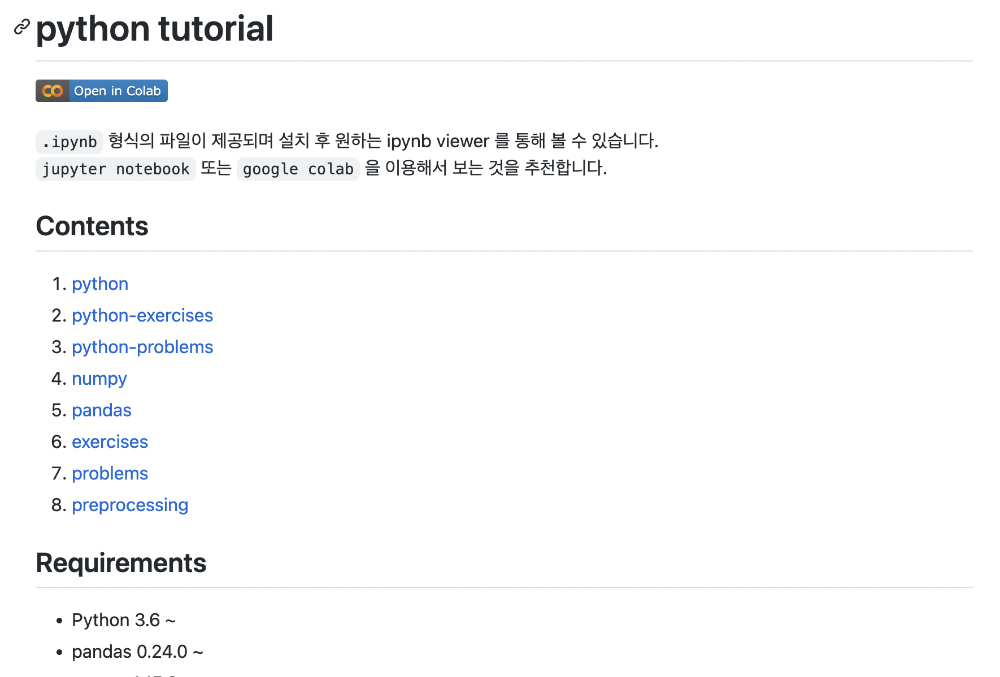 python tutorial
Open in Colab
.ipynb 형식의 파일이 제공되며 설치 후 원하는 ipynb viewer 를 통해 볼 수 있습니다.
jupyter notebook 또는 google colab 을 이용해서 보는 것을 추천합니다.
Contents
1. python
2. python-exercises
3. python-problems
4. numpy
5. pandas
6. exercises
7. problems
8. preprocessing
Requirements
• Python 3.6 ~
• pandas 0.24.0 ~